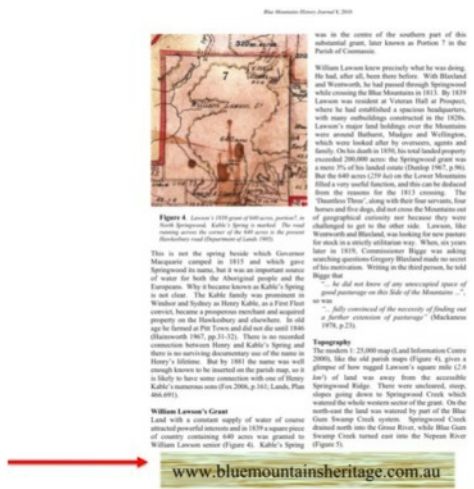 Blue Mountains History Journal 1, 2010
7
Figure 4 Lawson's 1839 grant of 640 acres, portion7, in
North Springwood. Kable's Spring is marked. The road
running across the corner of the 640 acres is the present
Hawkesbury road (Department of Lands 1905)
This is not the spring beside which Governor
Macquarie camped in 1815 and which gave
Springwood its name, but it was an important source
of water for both the Aboriginal people and the
Europeans. Why it became known as Kable's Spring
is not clear. The Kable family was prominent in
Windsor and Sydney as Henry Kable, as a First Fleet
convict, became a prosperous merchant and acquired
property on the Hawkesbury and elsewhere. In old
age he farmed at Pitt Town and did not die until 1846
(Hainsworth 1967, pp.31-32). There is no recorded
connection between Henry and Kable's Spring and
there is no surviving documentary use of the name in
Henry's lifetime. But by 1881 the name was well
enough known to be inserted on the parish map, so it
is likely to have some connection with one of Henry
Kable's numerous sons (Fox 2006, p.161; Lands, Plan
466.691).
William Lawson's Grant
Land with a constant supply of water of course
attracted powerful interests and in 1839 a square piece
of country containing 640 acres was granted to
William Lawson senior (Figure 4). Kable's Spring
was in the centre of the southern part of this
substantial grant, later known as Portion 7 in the
Parish of Coomassie.
William Lawson knew precisely what he was doing.
He had, after all, been there before. With Blaxland
and Wentworth, he had passed through Springwood
while crossing the Blue Mountains in 1813. By 1839
Lawson was resident at Veteran Hall at Prospect,
where he had established a spacious headquarters,
with many outbuildings constructed in the 1820s.
Lawson's major land holdings over the Mountains
were around Bathurst, Mudgee and Wellington,
which were looked after by overseers, agents and
family. On his death in 1850, his total landed property
exceeded 200,000 acres: the Springwood grant was
a mere 3% of his landed estate (Dunlop 1967, p.96).
But the 640 acres (259 ha) on the Lower Mountains
filled a very useful function, and this can be deduced
from the reasons for the 1813 crossing. The
'Dauntless Three', along with their four servants, four
horses and five dogs, did not cross the Mountains out
of geographical curiosity nor because they were
challenged to get to the other side. Lawson, like
Wentworth and Blaxland, was looking for new pasture
for stock in a strictly utilitarian way. When, six years
later in 1819, Commissioner Bigge was asking
searching questions Gregory Blaxland made no secret
of his motivation. Writing in the third person, he told
Bigge that
"... he did not know of any unoccupied space of
good pasturage on this Side of the Mountains ...",
so was
"... fully convinced of the necessity of finding out
a further extension of pasturage" (Mackaness
1978, p.23).
Topography
The modern 1: 25,000 map (Land Information Centre
2000), like the old parish maps (Figure 4), gives a
glimpse of how rugged Lawson's square mile (2.6
km²) of land was away from the accessible
Springwood Ridge. There were uncleared, steep,
slopes going down to Springwood Creek which
watered the whole western sector of the grant. On the
north-east the land was watered by part of the Blue
Gum Swamp Creek system. Springwood Creek
drained north into the Grose River, while Blue Gum
Swamp Creek turned east into the Nepean River
(Figure 5).
www.bluemountainsheritage.com.au